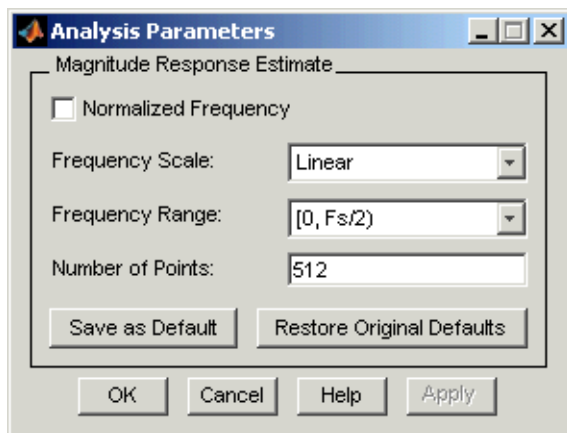 Analysis Parameters
Magnitude Response Estimate
Normalized Frequency
Frequency Scale: Linear
Frequency Range: [0, Fs/2)
Number of Points: 512
Save as Default Restore Original Defaults
OK Cancel Help Apply